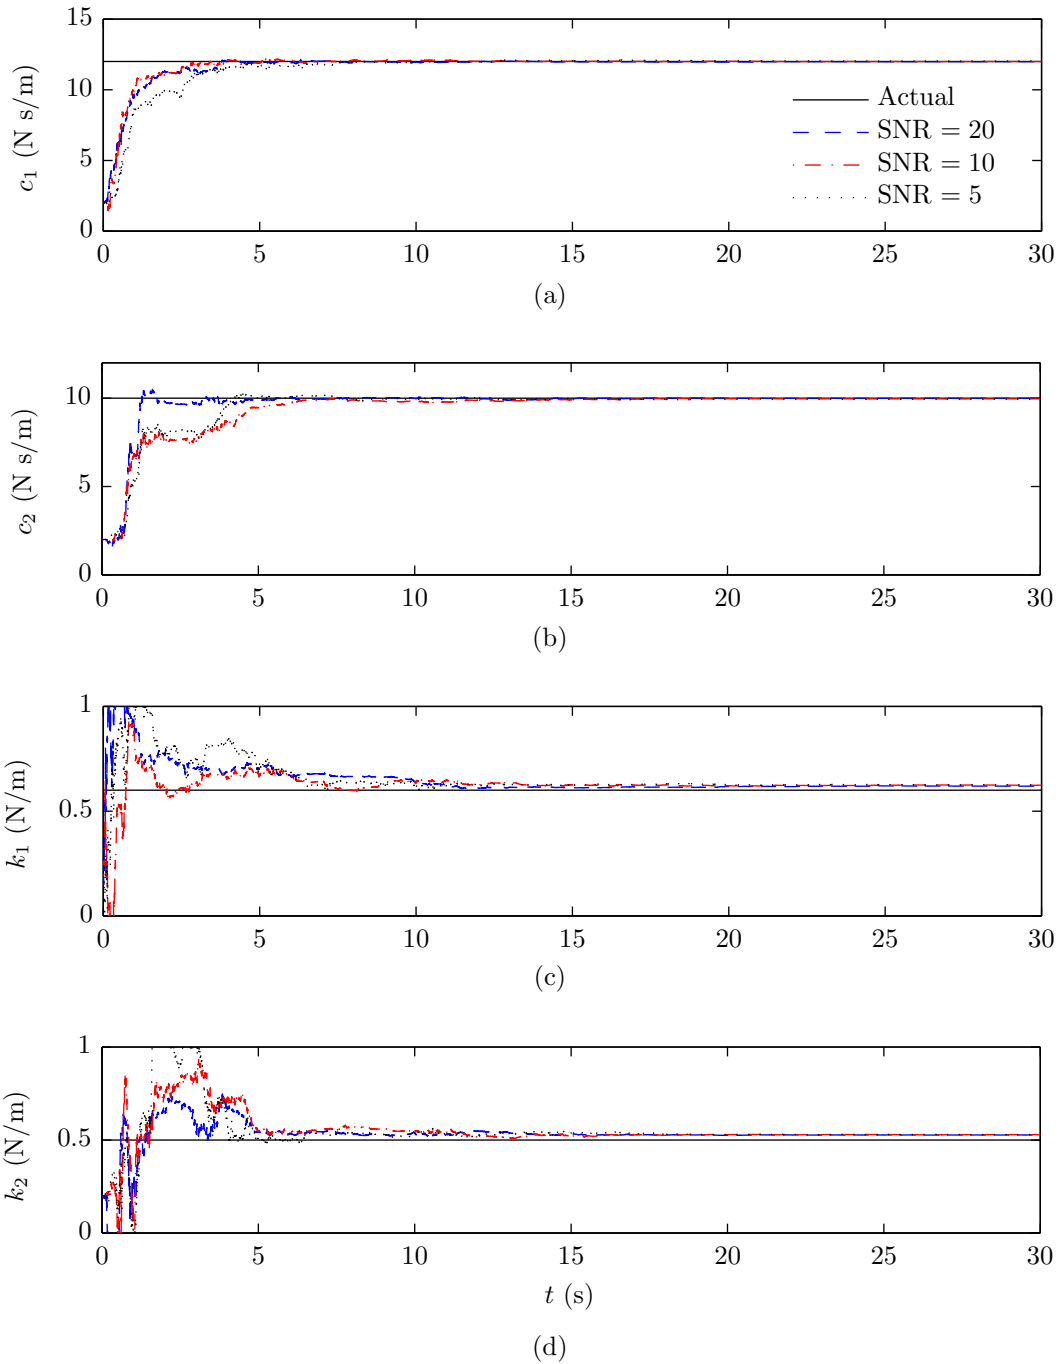 15
10
5
0
c₁ (N s/m)
Actual
SNR = 20
SNR = 10
SNR = 5
0 5 10 15 20 25 30
(a)
10
5
0
c₂ (N s/m)
0 5 10 15 20 25 30
(b)
1
0.5
0
k₁ (N/m)
0 5 10 15 20 25 30
(c)
1
0.5
0
k₂ (N/m)
0 5 10 15 20 25 30
t (s)
(d)